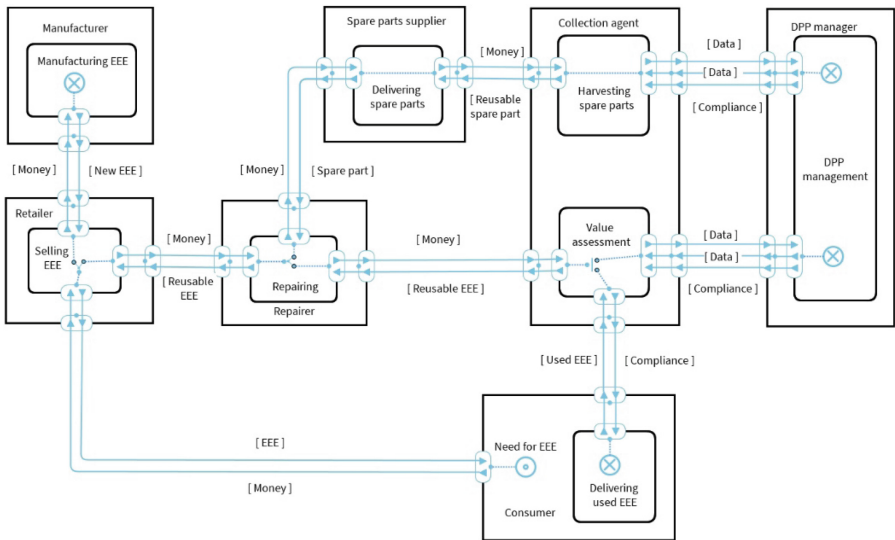 Manufacturer
Manufacturing EEE
Spare parts supplier
Delivering
spare parts
Collection agent
Harvesting
spare parts
DPP manager
DPP
management
[ Money ]
[ Reusable
spare part ]
[ Data ]
[ Data ]
[ Compliance ]
[ Money ]
[ New EEE ]
[ Money ]
[ Spare part ]
Retailer
Selling
EEE
[ Money ]
[ Reusable
EEE ]
Repairing
Repairer
[ Money ]
[ Reusable EEE ]
Value
assessment
[ Data ]
[ Data ]
[ Compliance ]
[ Used EEE ]
[ Compliance ]
[ EEE ]
[ Money ]
Need for EEE
Delivering
used EEE
Consumer